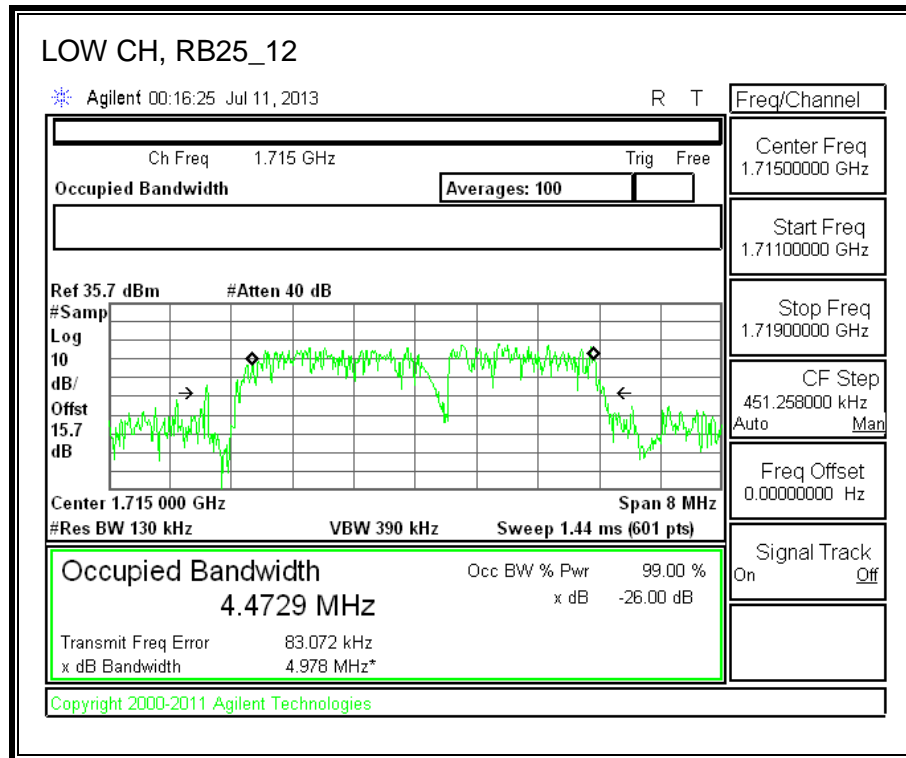 LOW CH, RB25_12
Agilent 00:16:25 Jul 11, 2013 R T
Freq/Channel
Ch Freq 1.715 GHz Trig Free
Occupied Bandwidth Averages: 100
Center Freq
1.71500000 GHz
Start Freq
1.71100000 GHz
Stop Freq
1.71900000 GHz
CF Step
451.258000 kHz
Auto Man
Freq Offset
0.00000000 Hz
Signal Track
On Off
Ref 35.7 dBm #Atten 40 dB
#Samp
Log
10
dB/
Offst
15.7
dB
Center 1.715 000 GHz Span 8 MHz
#Res BW 130 kHz VBW 390 kHz Sweep 1.44 ms (601 pts)
Occupied Bandwidth
4.4729 MHz
Occ BW % Pwr 99.00 %
x dB -26.00 dB
Transmit Freq Error 83.072 kHz
x dB Bandwidth 4.978 MHz*
Copyright 2000-2011 Agilent Technologies